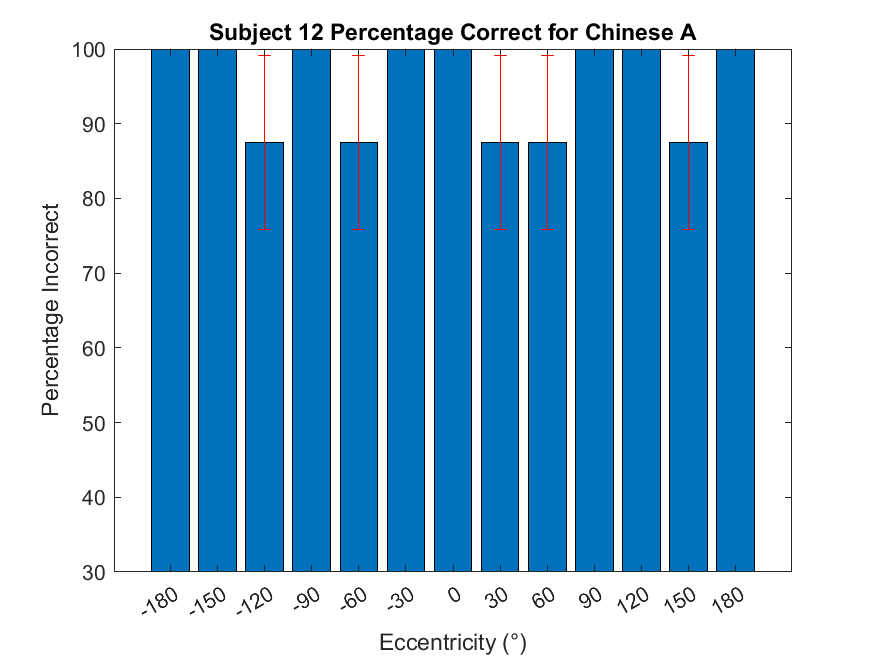 Subject 12 Percentage Correct for Chinese A
100
90
80
70
60
50
40
30
Percentage Incorrect
-180 -150 -120 -90 -60 -30 0 30 60 90 120 150 180
Eccentricity (°)